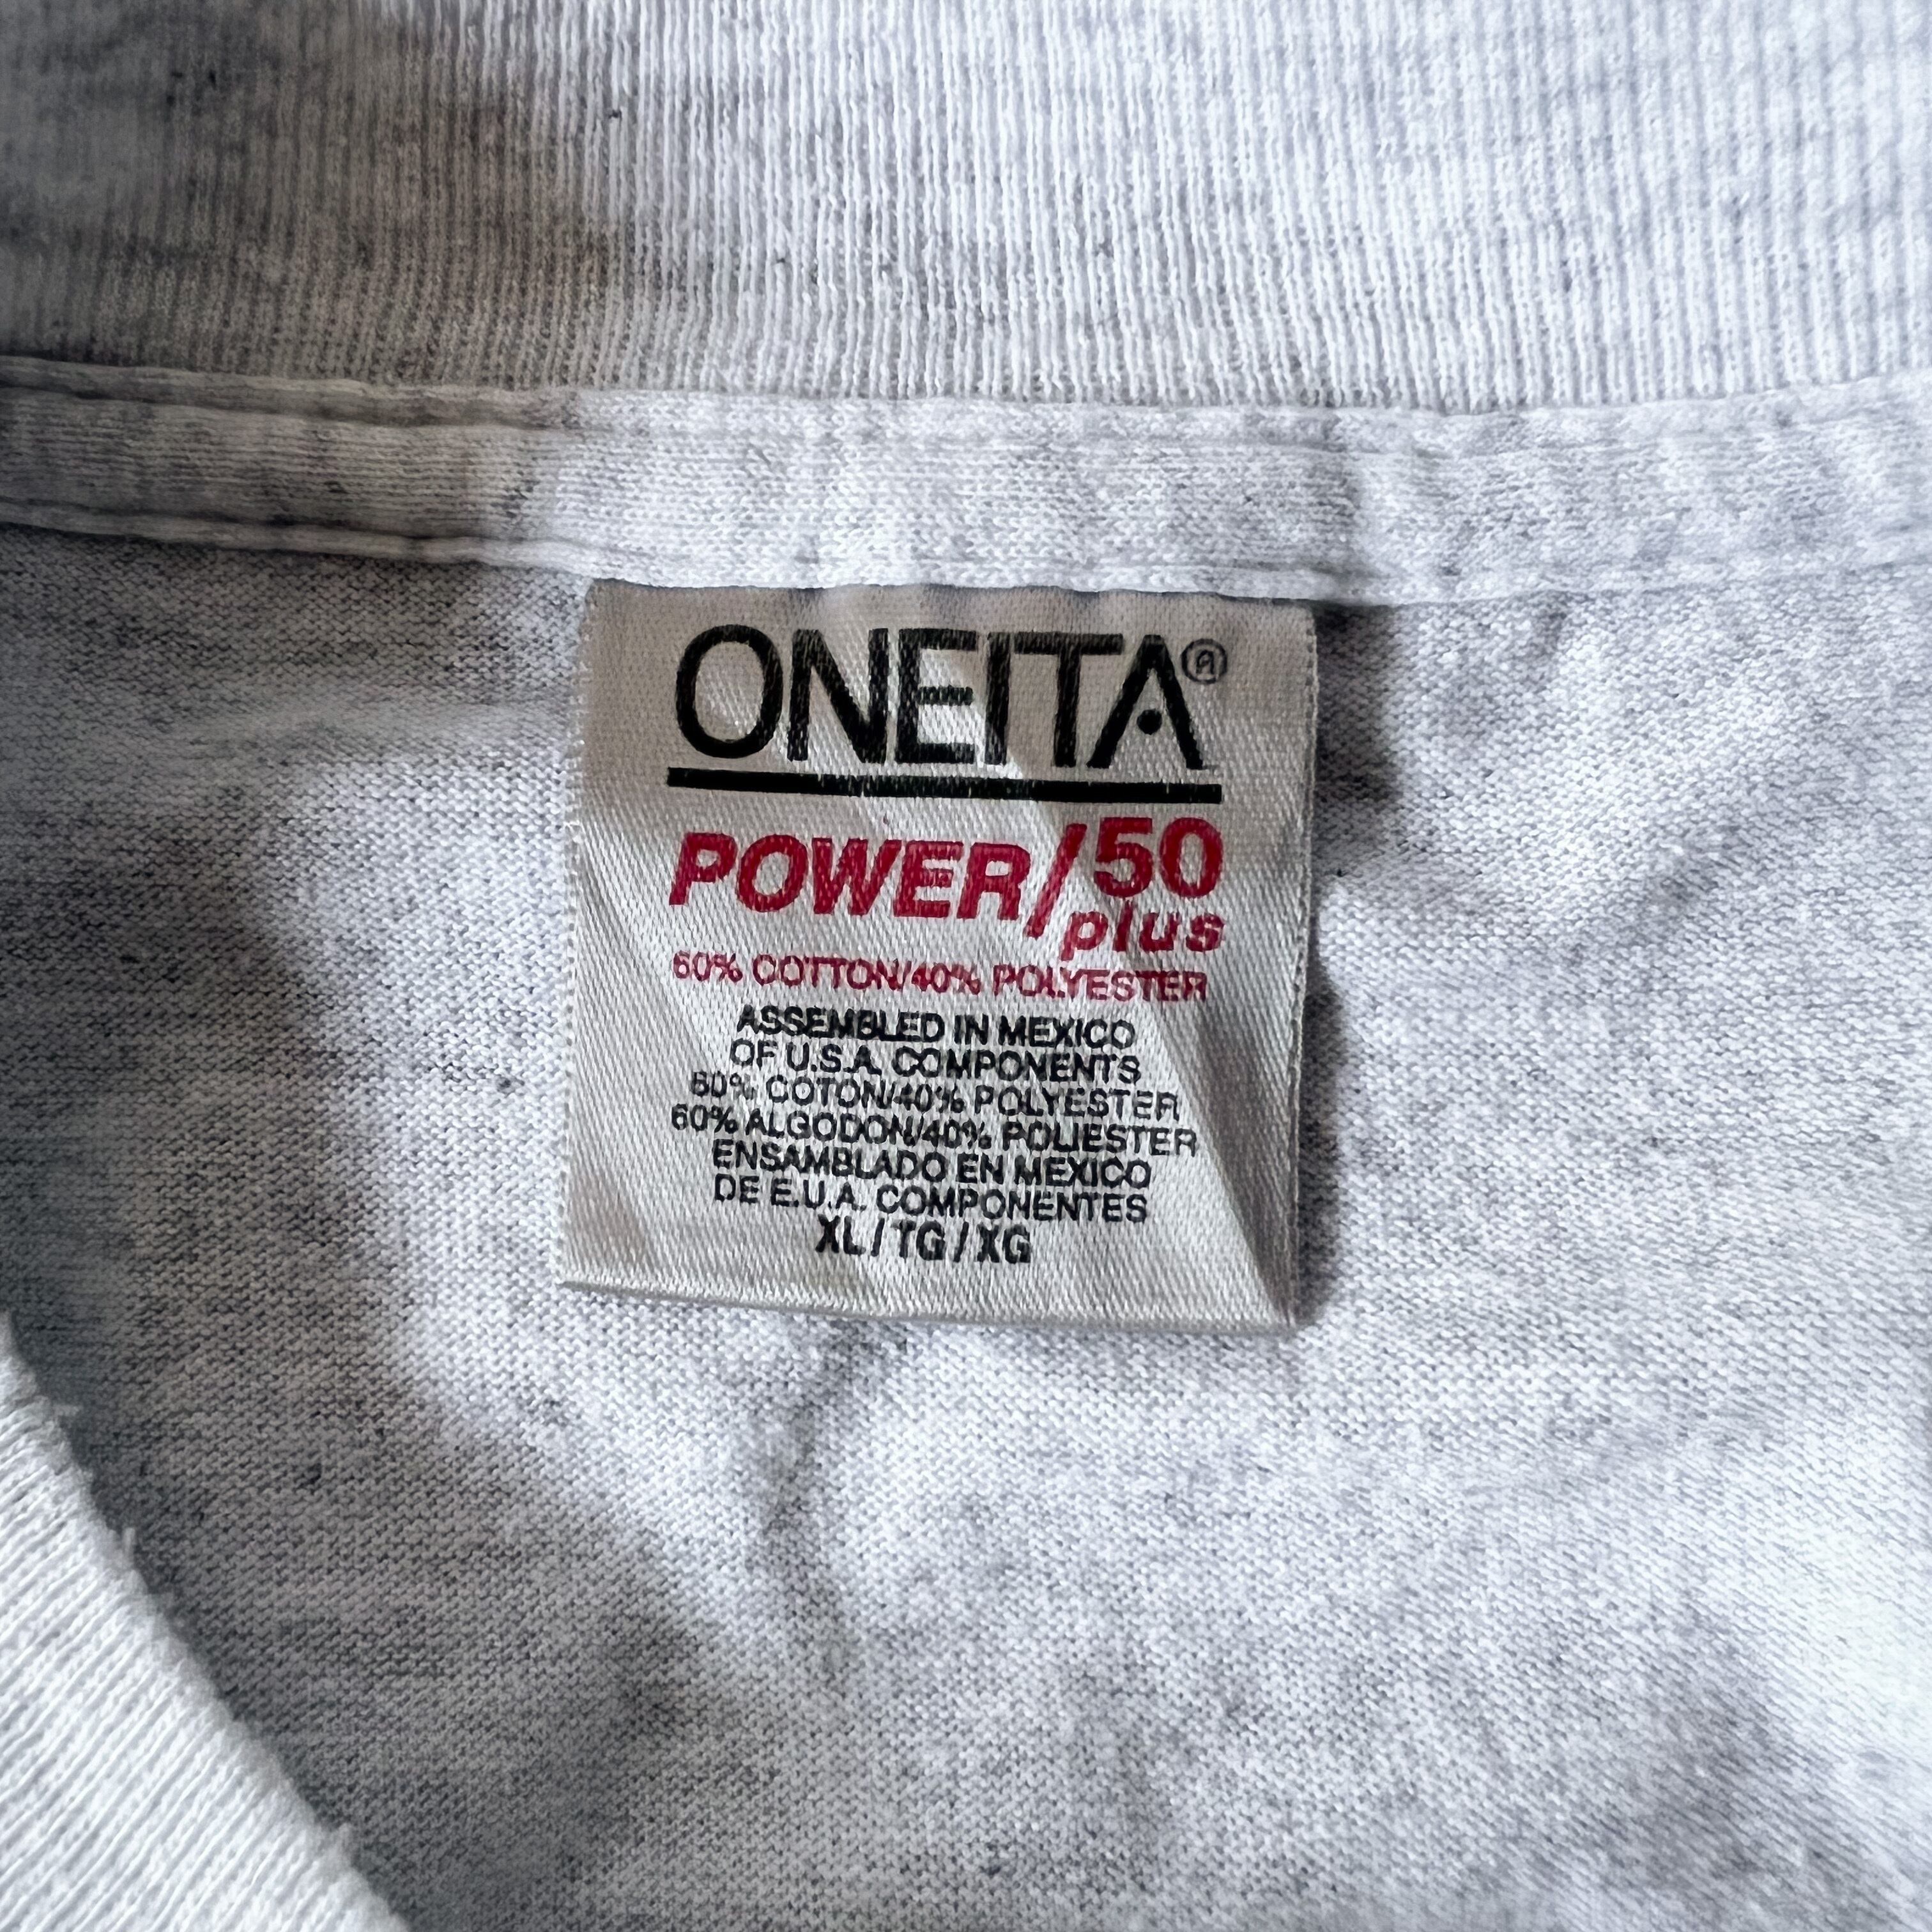 ONEITA®
POWER/50
plus
60% COTTON/40% POLYESTER
ASSEMBLED IN MEXICO
OF U.S.A. COMPONENTS
60% COTON/40% POLYESTER
60% ALGODON/40% POLIESTER
ENSAMBLADO EN MEXICO
DE E.U.A. COMPONENTES
XL/TG/XG